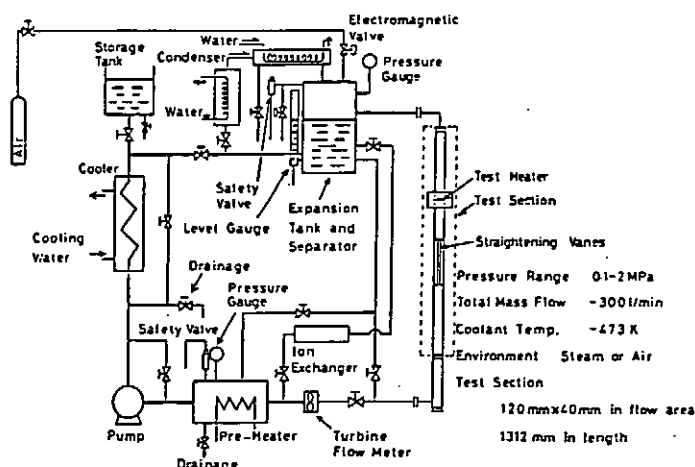 Electromagnetic
Valve
Water
Storage
Tank
Condenser
Pressure
Gauge
Water
Air
Cooler
Safety
Valve
Level Gauge
Expansion
Tank and
Separator
Test Heater
Test Section
Straightening Vanes
Cooling
Water
Drainage
Pressure
Gauge
Safety Valve
Ion
Exchanger
Pressure Range 0.1-2 MPa
Total Mass Flow -300 l/min
Coolant Temp. -473 K
Environment Steam or Air
Test Section
120mm x 40mm in flow area
1312 mm in length
Pump
Pre-Heater
Turbine
Flow Meter
Drainage